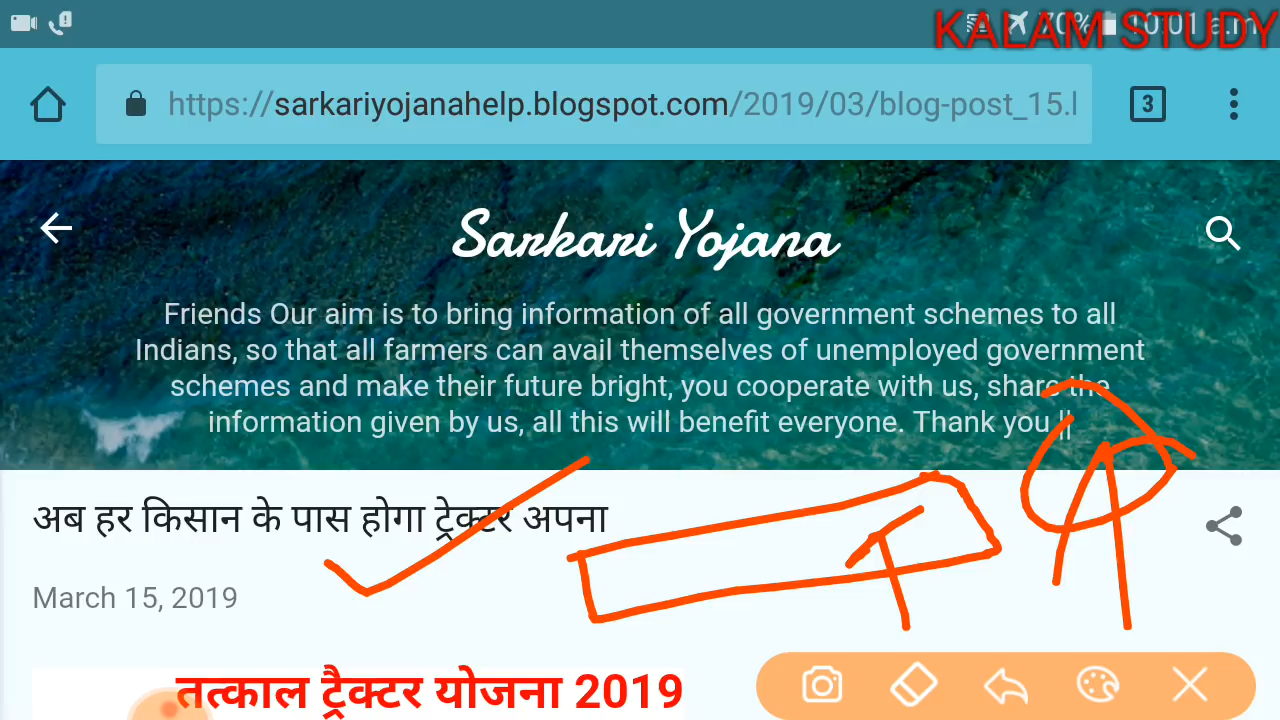 70% 10:01 a.m
KALAM STUDY
https://sarkariyojanahelp.blogspot.com/2019/03/blog-post_15.l
3
Sarkari Yojana
Friends Our aim is to bring information of all government schemes to all
Indians, so that all farmers can avail themselves of unemployed government
schemes and make their future bright, you cooperate with us, share the
information given by us, all this will benefit everyone. Thank you ||
अब हर किसान के पास होगा ट्रेक्टर अपना
March 15, 2019
तत्काल ट्रैक्टर योजना 2019